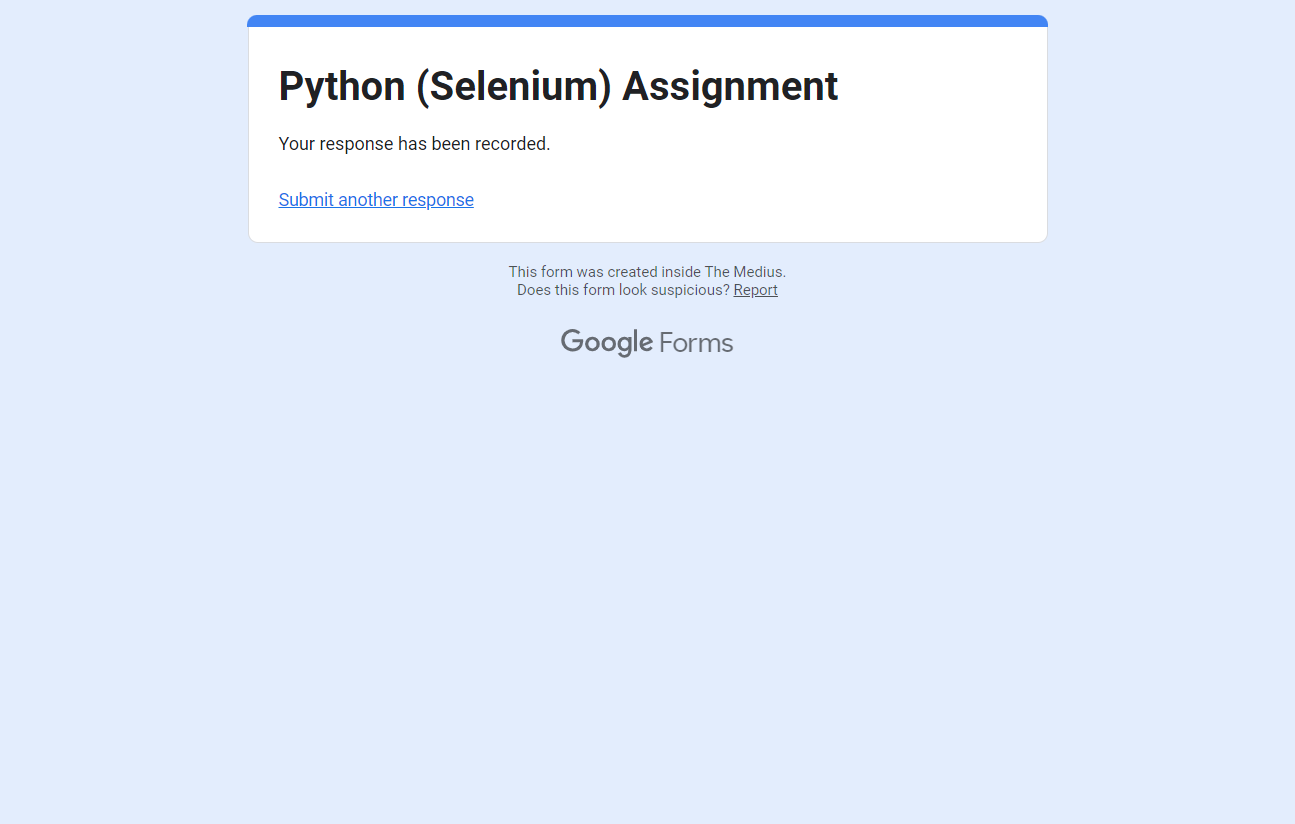 Python (Selenium) Assignment
Your response has been recorded.
Submit another response
This form was created inside The Medius.
Does this form look suspicious? Report
Google Forms